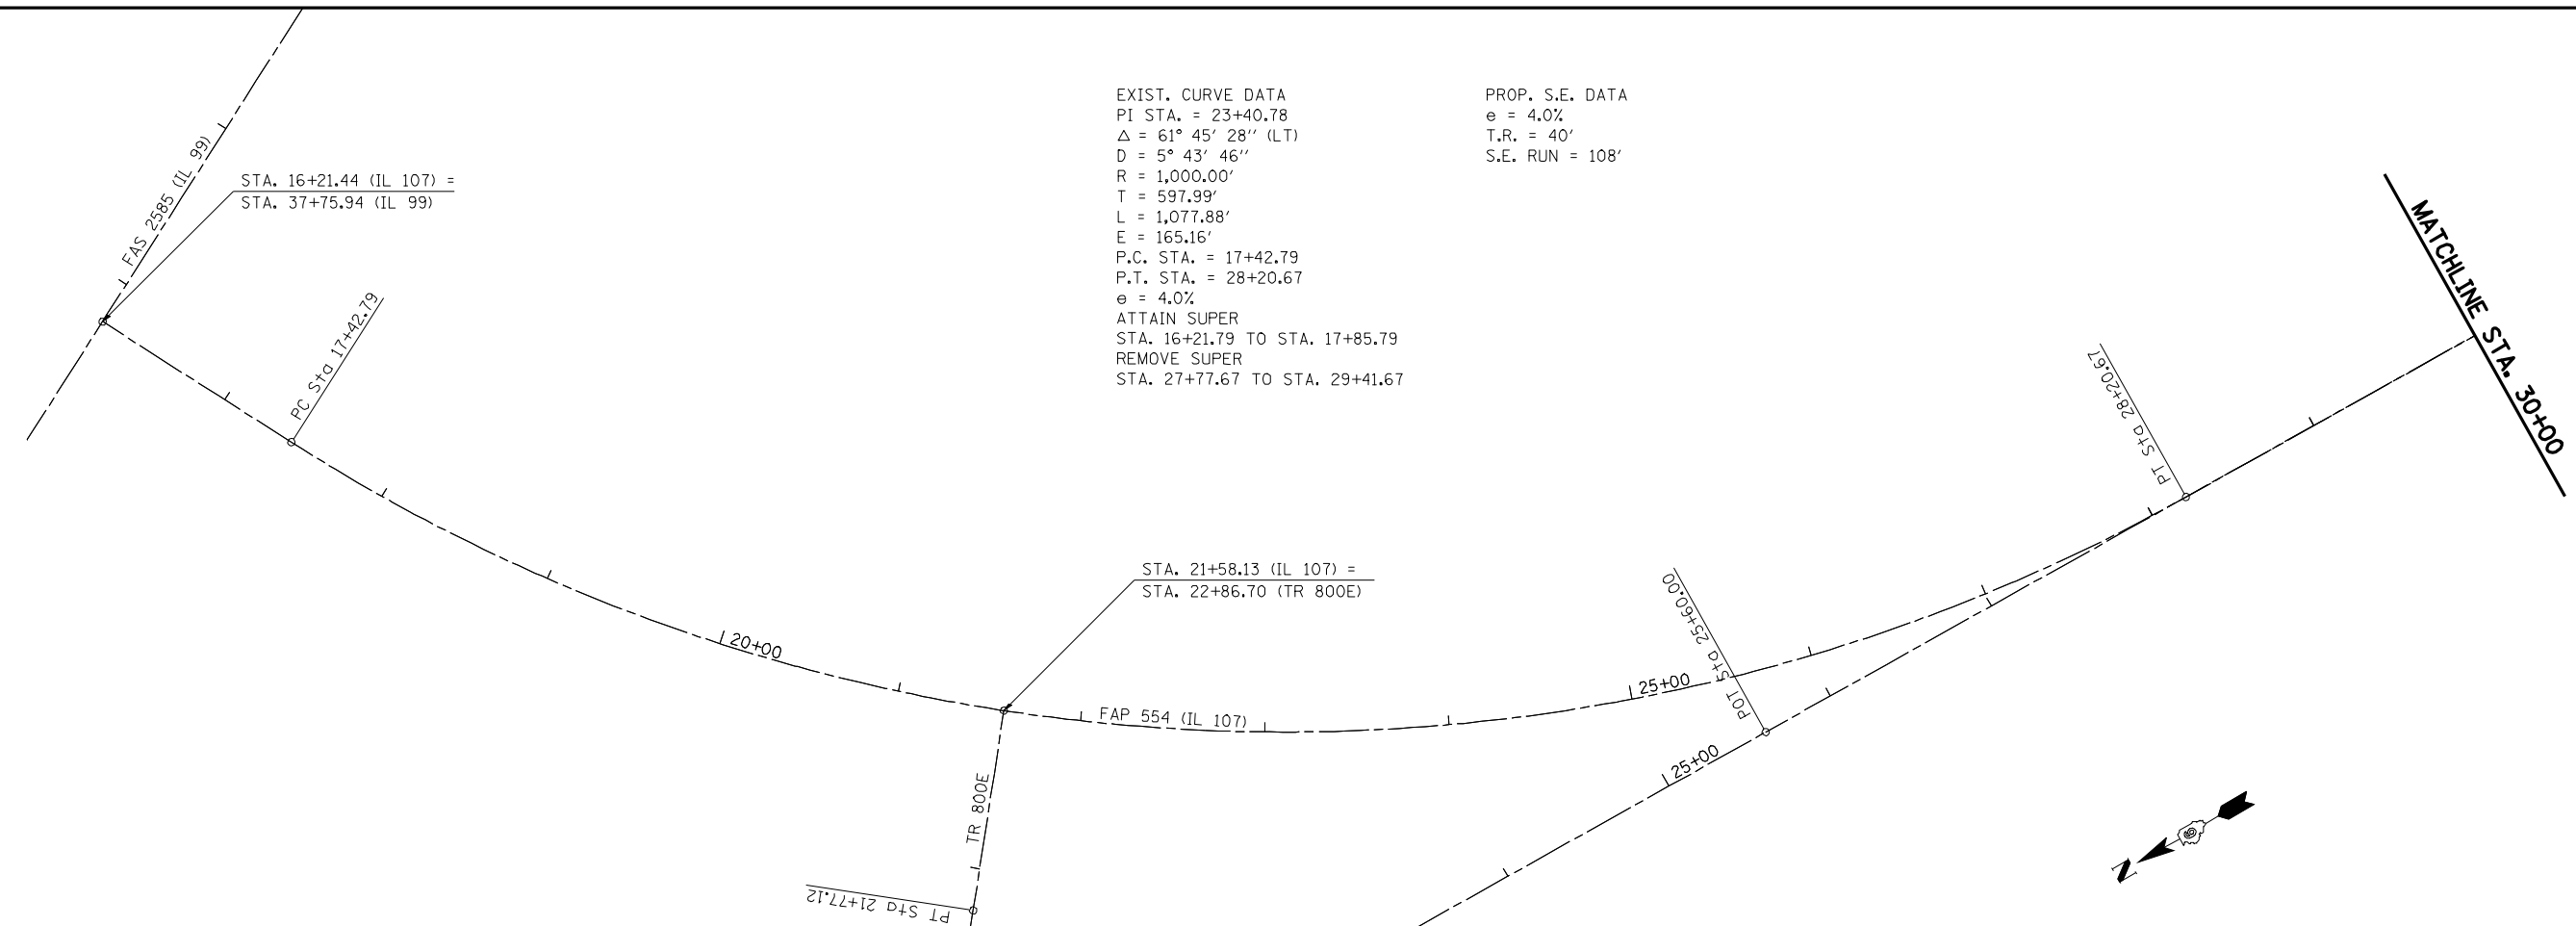 EXIST. CURVE DATA
PI STA. = 23+40.78
Δ = 61° 45' 28'' (LT)
D = 5° 43' 46''
R = 1,000.00'
T = 597.99'
L = 1,077.88'
E = 165.16'
P.C. STA. = 17+42.79
P.T. STA. = 28+20.67
e = 4.0%
ATTAIN SUPER
STA. 16+21.79 TO STA. 17+85.79
REMOVE SUPER
STA. 27+77.67 TO STA. 29+41.67
PROP. S.E. DATA
e = 4.0%
T.R. = 40'
S.E. RUN = 108'
FAS 2585 (IL 99)
STA. 16+21.44 (IL 107) =
STA. 37+75.94 (IL 99)
PC Sta 17+42.79
MATCHLINE STA. 30+00
PT Sta 28+20.67
STA. 21+58.13 (IL 107) =
STA. 22+86.70 (TR 800E)
20+00
POT Sta 25+60.00
25+00
FAP 554 (IL 107)
25+00
TR 800E
PT Sta 21+77.12
N